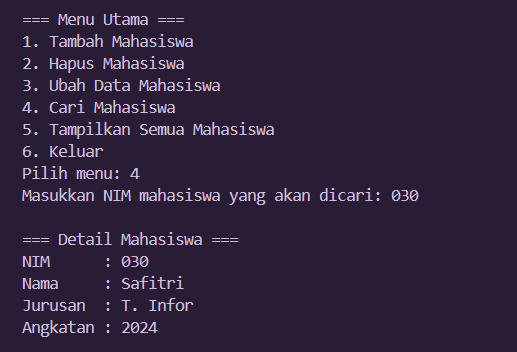 === Menu Utama ===
1. Tambah Mahasiswa
2. Hapus Mahasiswa
3. Ubah Data Mahasiswa
4. Cari Mahasiswa
5. Tampilkan Semua Mahasiswa
6. Keluar
Pilih menu: 4
Masukkan NIM mahasiswa yang akan dicari: 030

=== Detail Mahasiswa ===
NIM      : 030
Nama     : Safitri
Jurusan  : T. Infor
Angkatan : 2024